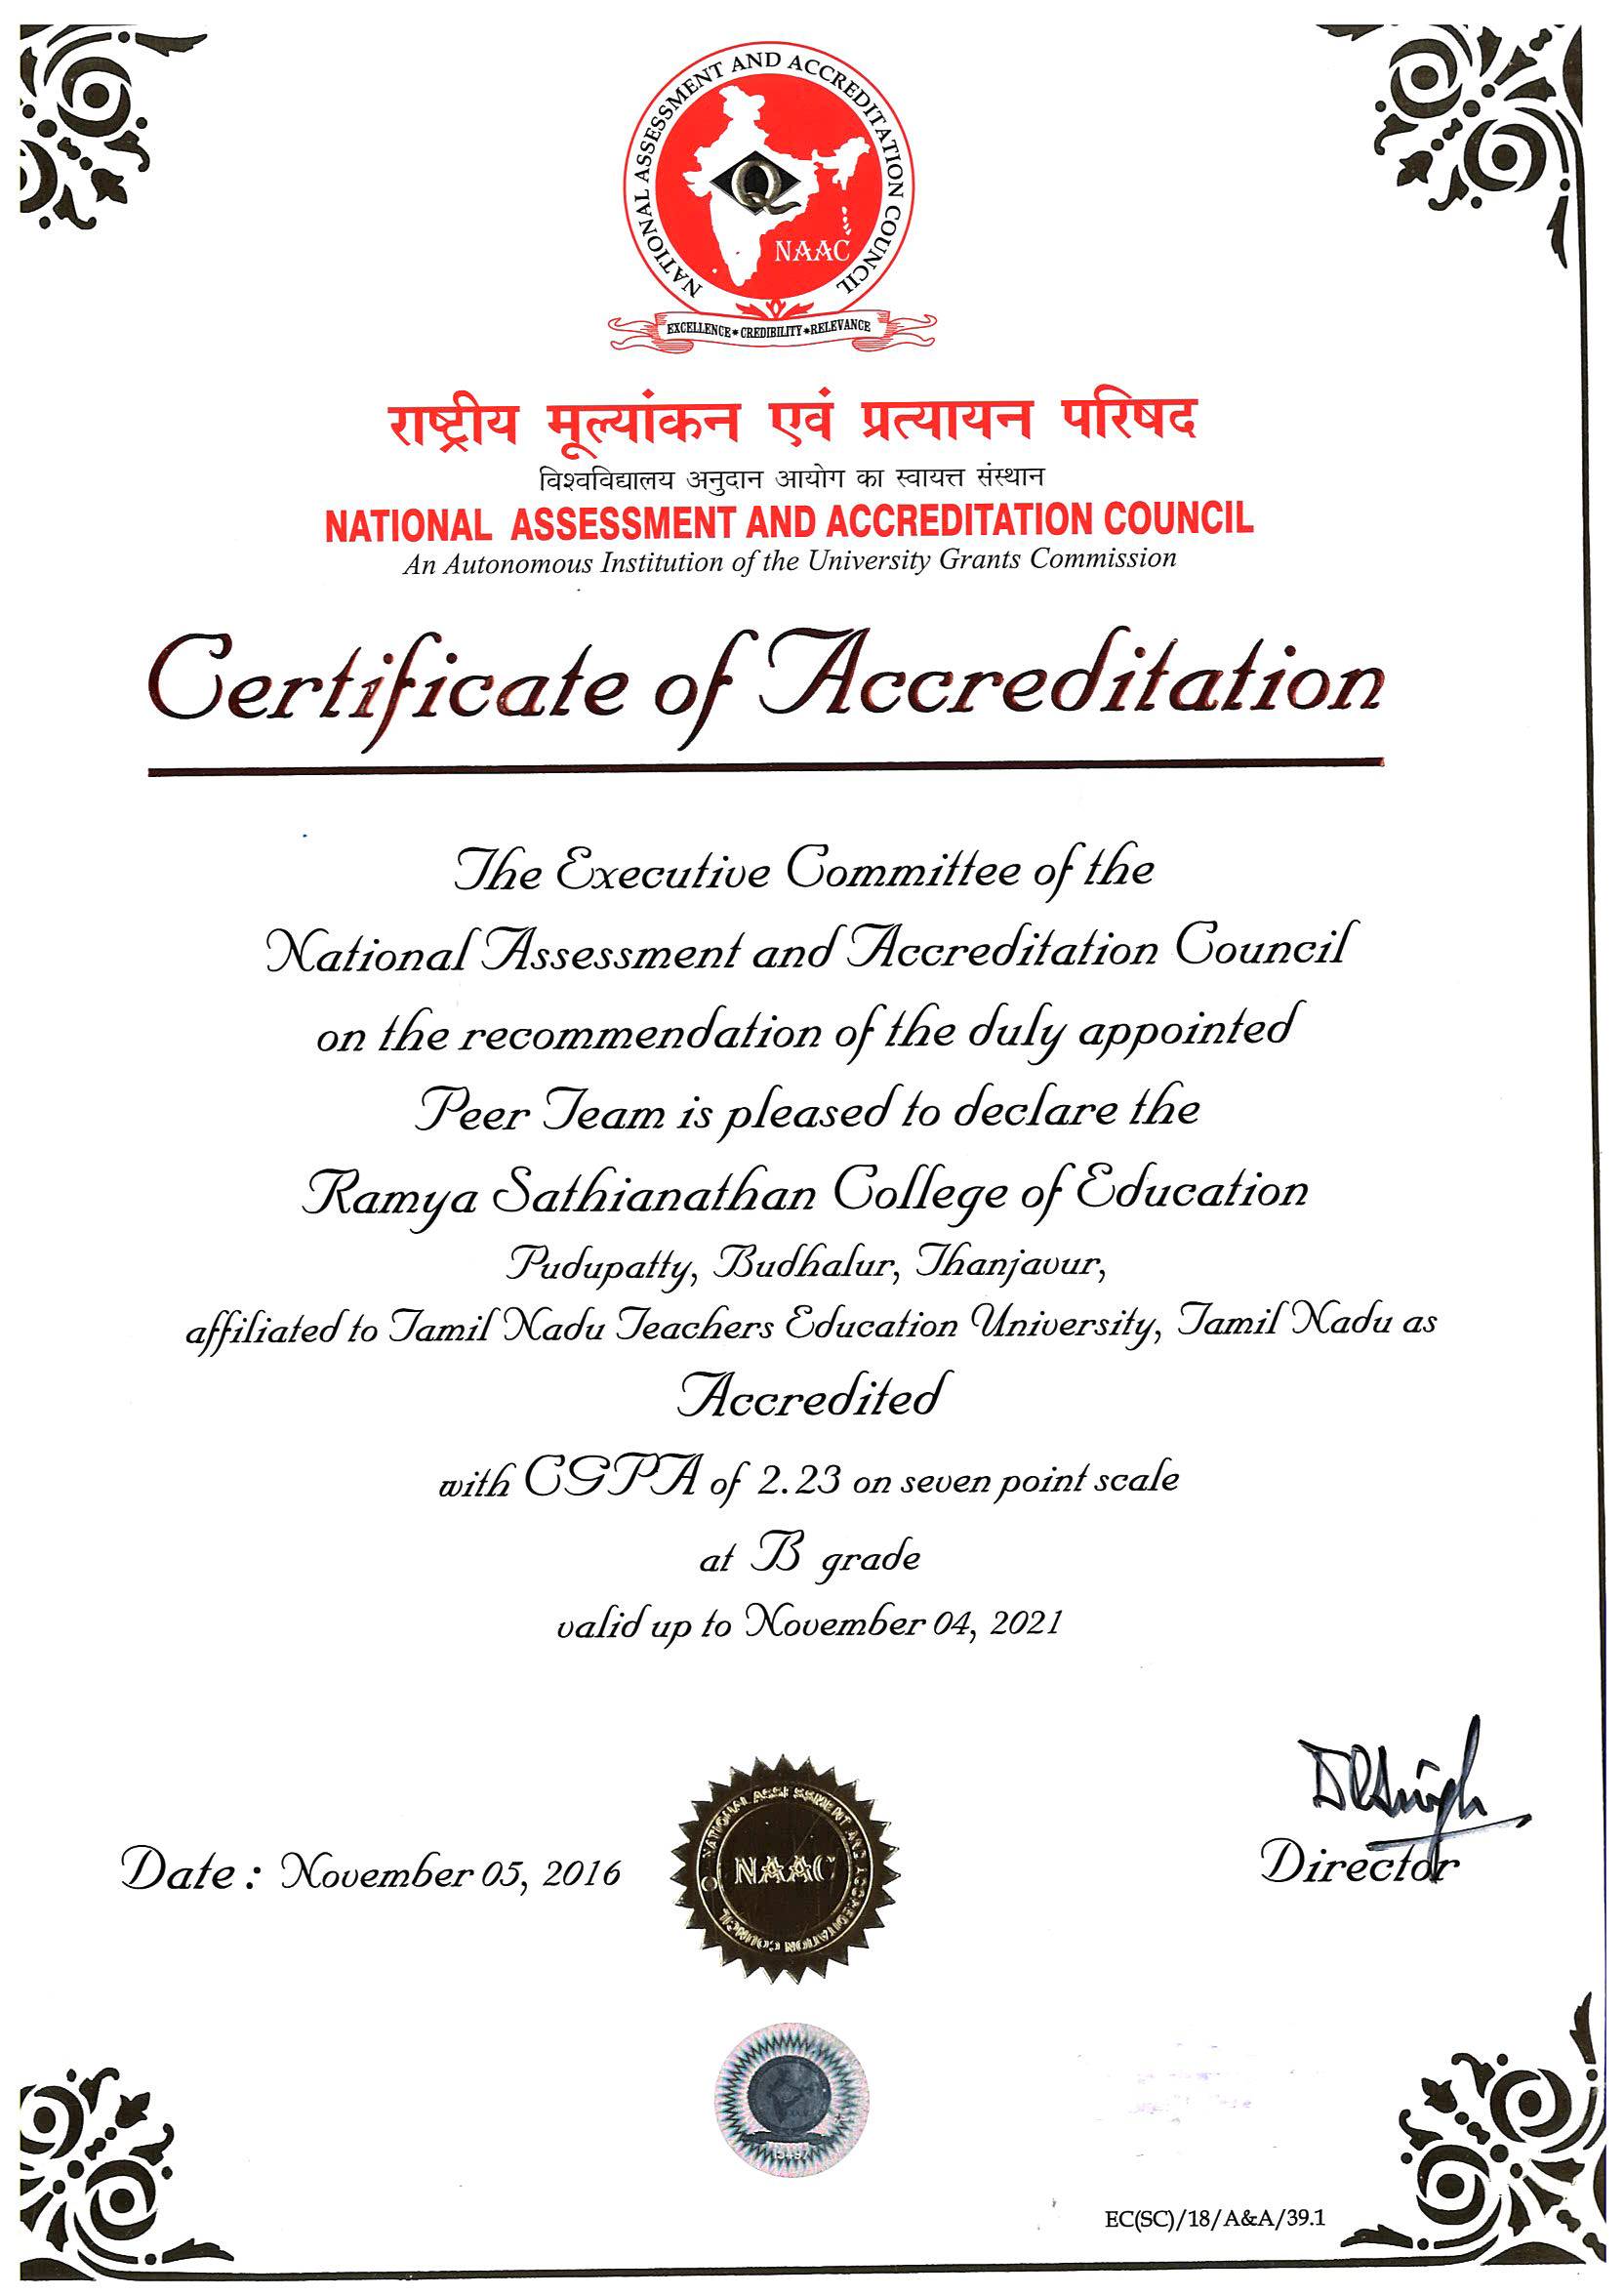 NATIONAL ASSESSMENT AND ACCREDITATION COUNCIL
NAAC
EXCELLENCE * CREDIBILITY * RELEVANCE
राष्ट्रीय मूल्यांकन एवं प्रत्यायन परिषद
विश्वविद्यालय अनुदान आयोग का स्वायत्त संस्थान
NATIONAL ASSESSMENT AND ACCREDITATION COUNCIL
An Autonomous Institution of the University Grants Commission
Certificate of Accreditation
The Executive Committee of the
National Assessment and Accreditation Council
on the recommendation of the duly appointed
Peer Team is pleased to declare the
Ramya Sathianathan College of Education
Pudupatty, Budhalur, Thanjavur,
affiliated to Tamil Nadu Teachers Education University, Tamil Nadu as
Accredited
with CGPA of 2.23 on seven point scale
at B grade
valid up to November 04, 2021
Date : November 05, 2016
NATIONAL ASSESSMENT AND ACCREDITATION COUNCIL
NAAC
Director
EC(SC)/18/A&A/39.1